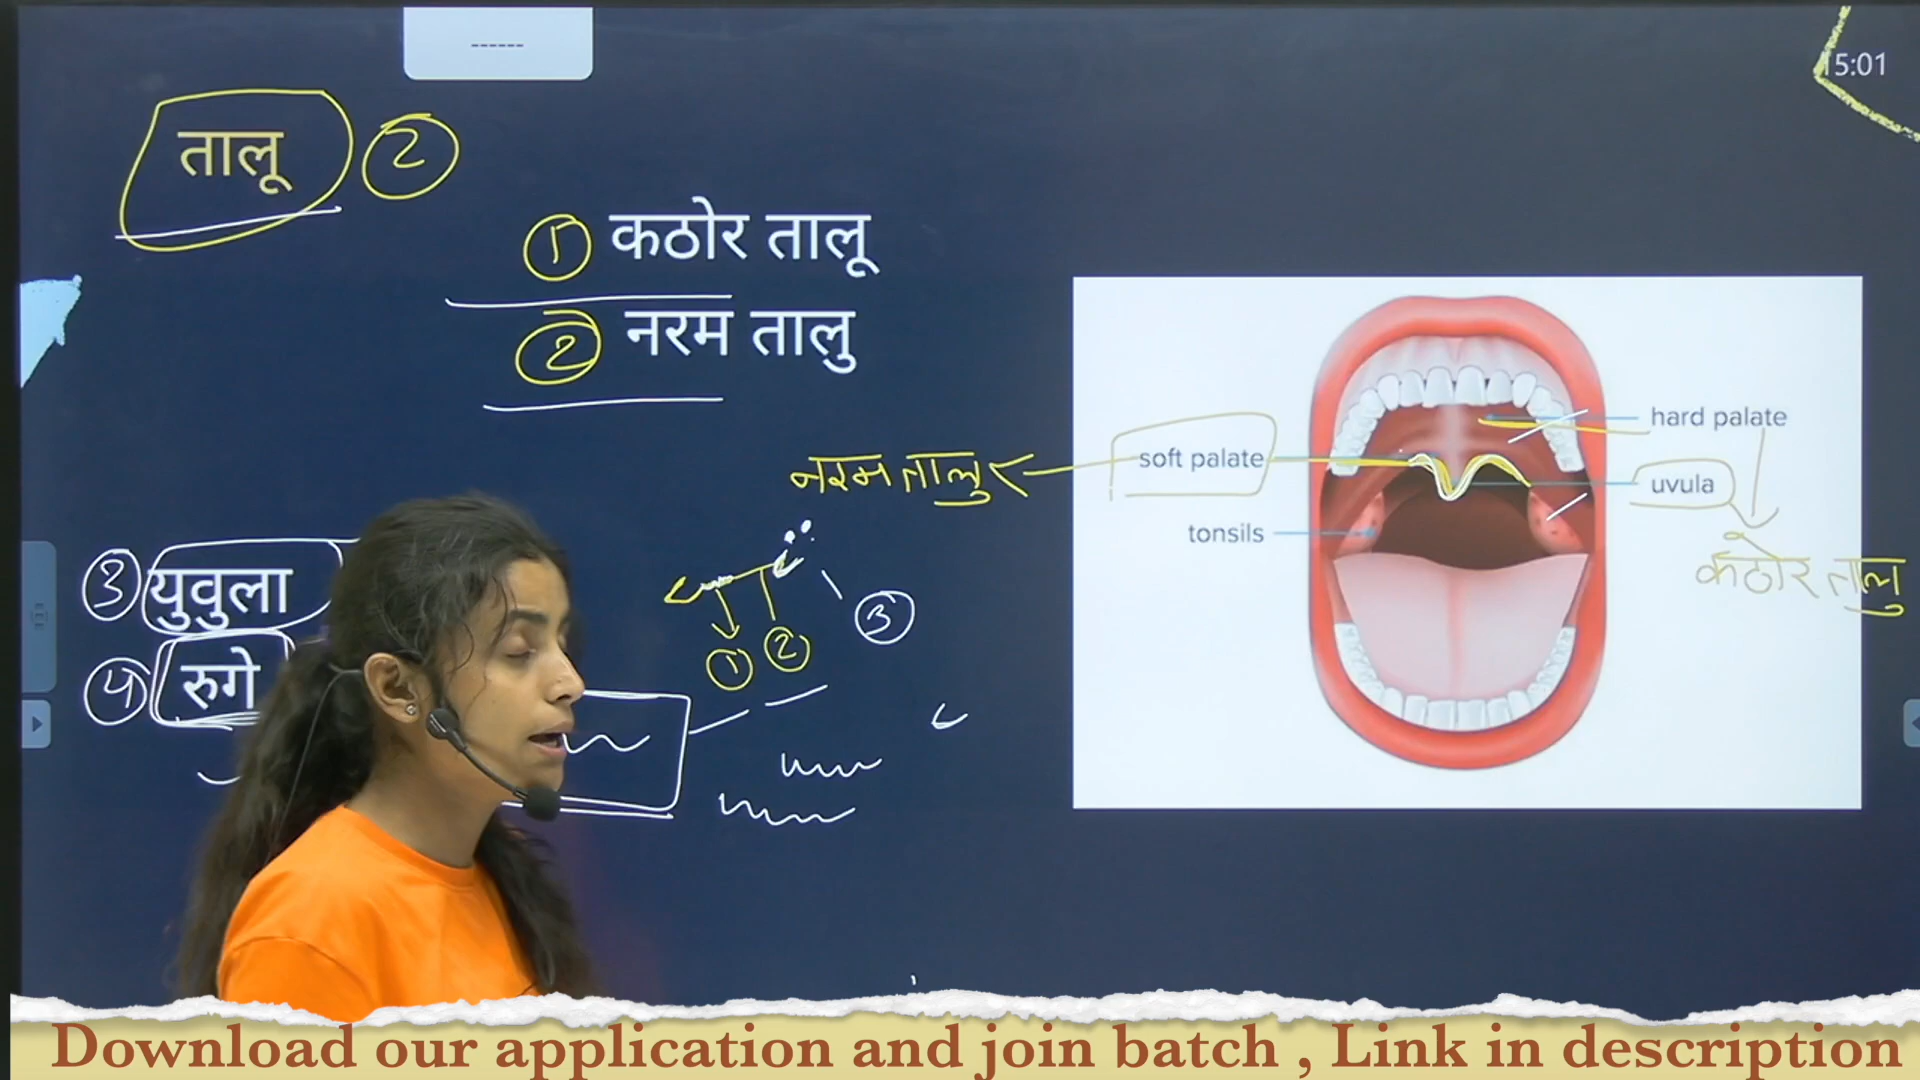 ------
15:01
तालू 2
1 कठोर तालू
2 नरम तालु
hard palate
soft palate
नरम तालु
uvula
tonsils
कठोर तालु
3 युवुला
4 रुगे
1 2 3
Download our application and join batch , Link in description